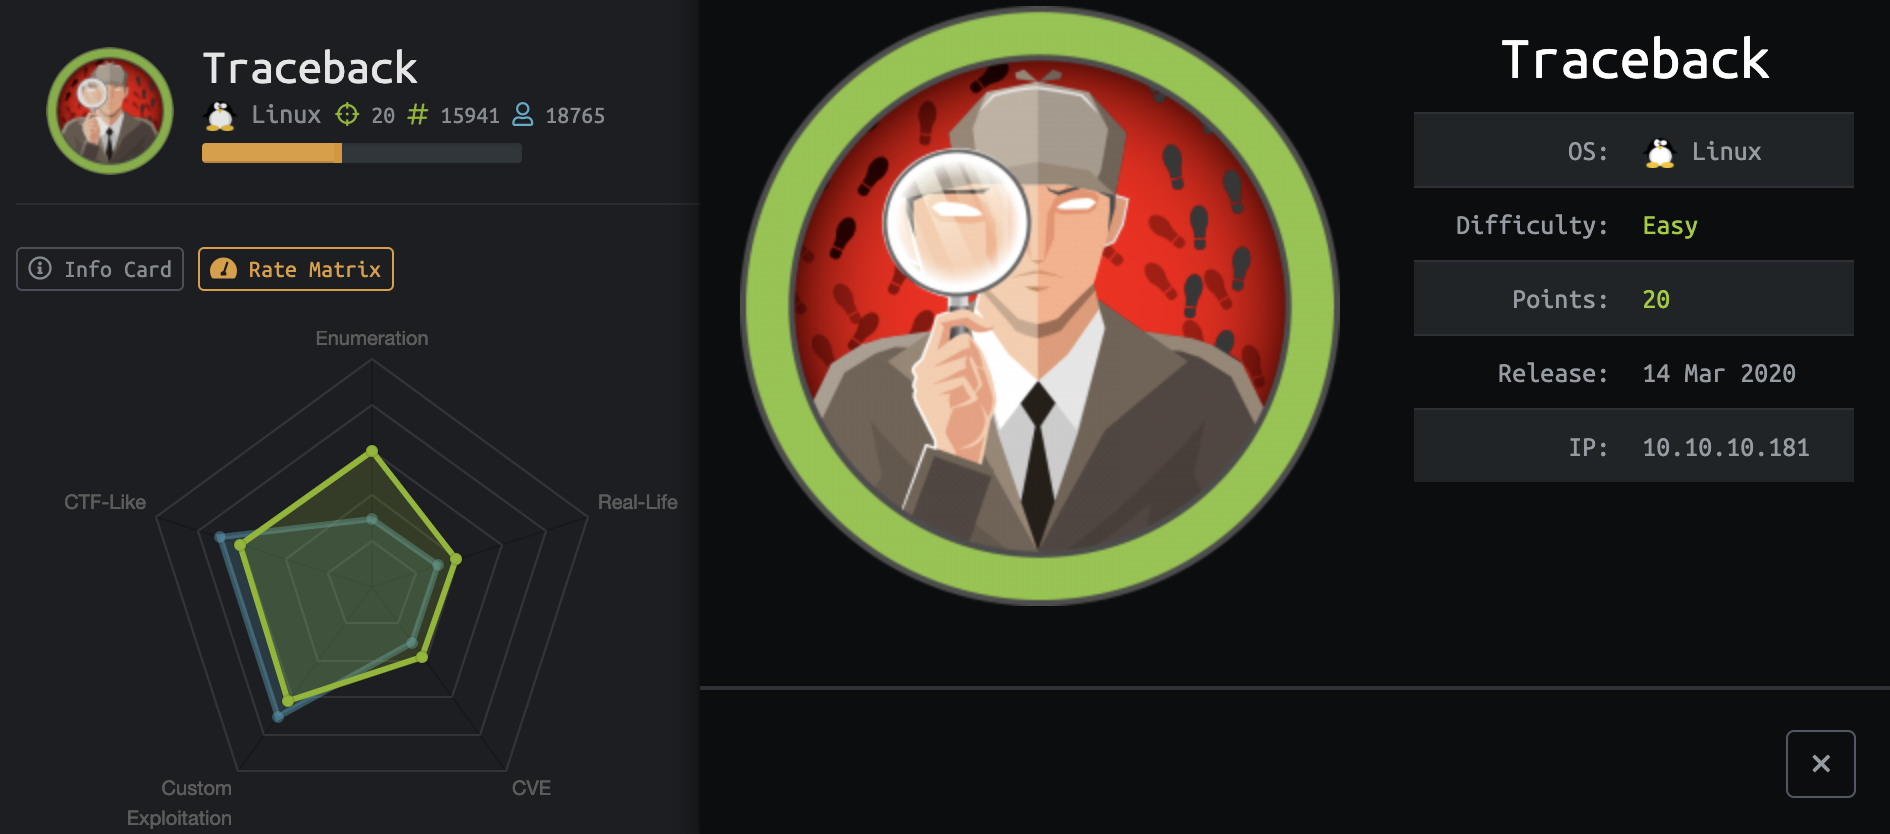 Traceback
Linux 20 # 15941 18765
Info Card
Rate Matrix
Enumeration
CTF-Like
Real-Life
Custom
Exploitation
CVE
Traceback
OS: Linux
Difficulty: Easy
Points: 20
Release: 14 Mar 2020
IP: 10.10.10.181